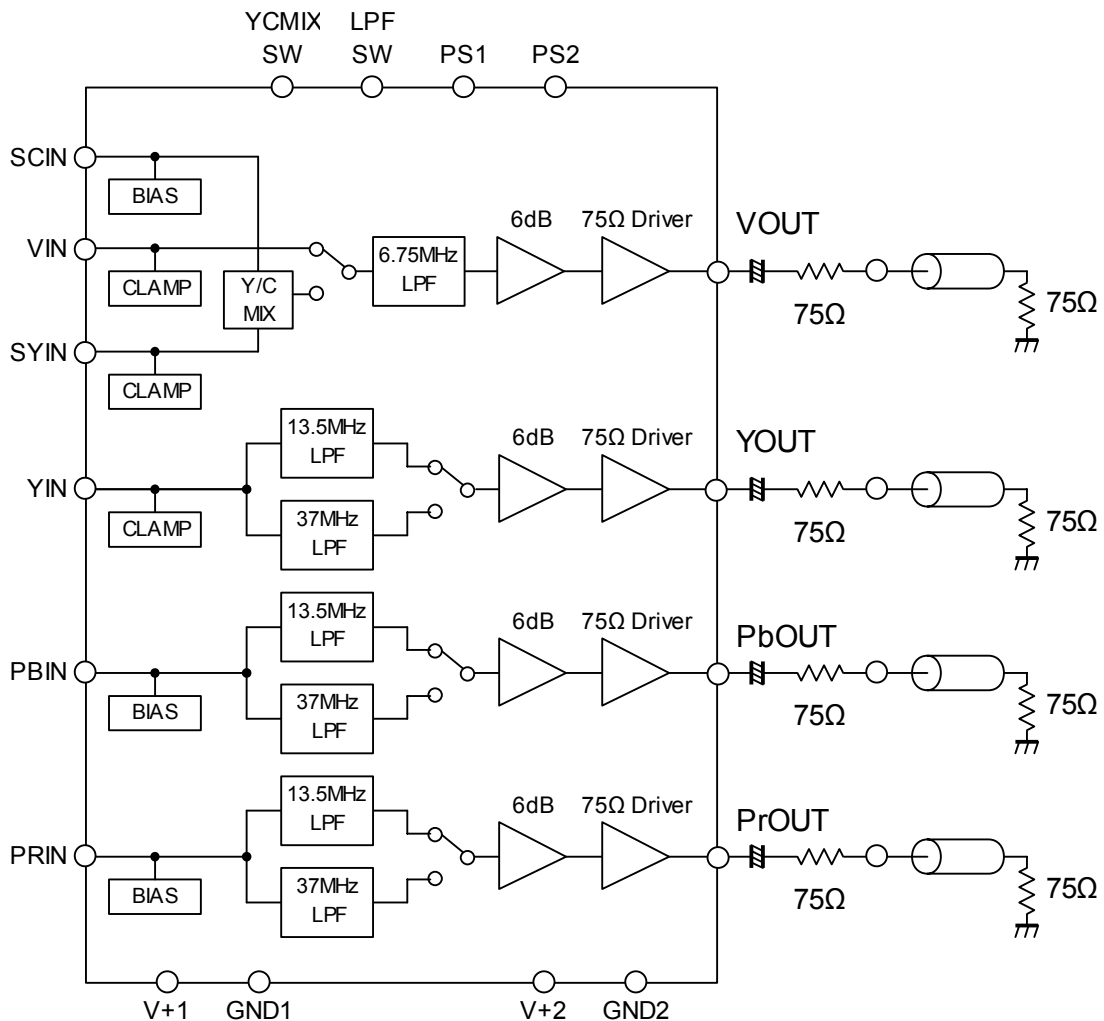 YCMIX SW
LPF SW
PS1
PS2
SCIN
BIAS
VIN
CLAMP
Y/C MIX
SYIN
CLAMP
6.75MHz LPF
6dB
75Ω Driver
VOUT
75Ω
75Ω
YIN
CLAMP
13.5MHz LPF
37MHz LPF
6dB
75Ω Driver
YOUT
75Ω
75Ω
PBIN
BIAS
13.5MHz LPF
37MHz LPF
6dB
75Ω Driver
PbOUT
75Ω
75Ω
PRIN
BIAS
13.5MHz LPF
37MHz LPF
6dB
75Ω Driver
PrOUT
75Ω
75Ω
V+1
GND1
V+2
GND2